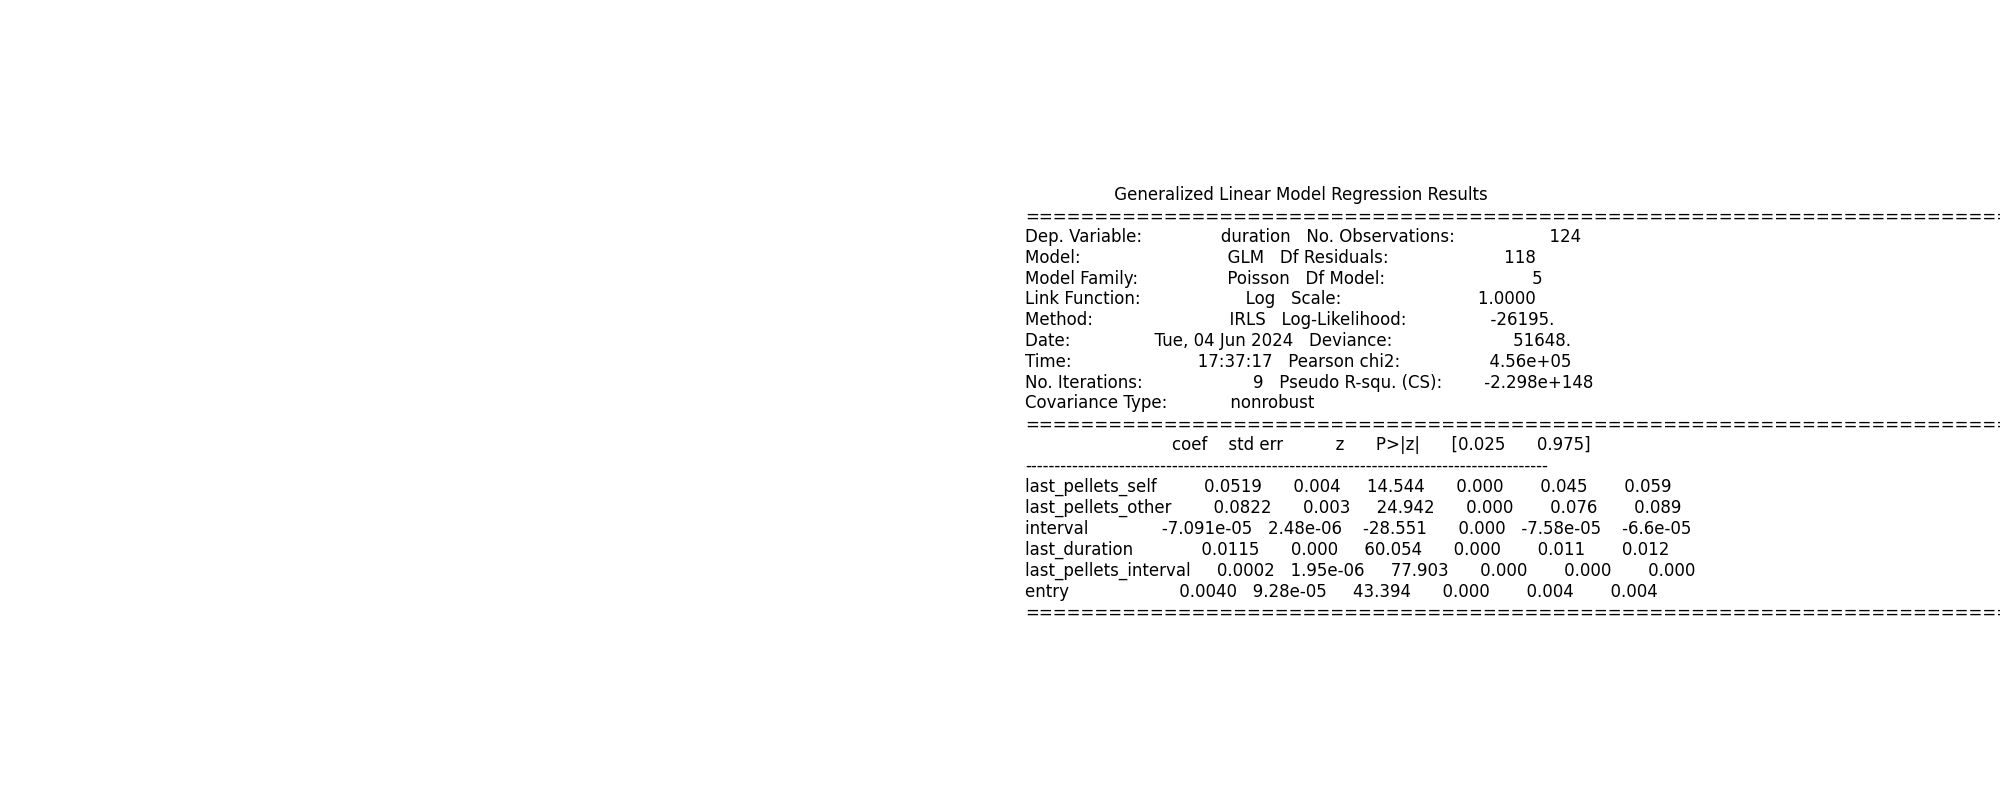 Generalized Linear Model Regression Results
==============================================================================
Dep. Variable: duration No. Observations: 124
Model: GLM Df Residuals: 118
Model Family: Poisson Df Model: 5
Link Function: Log Scale: 1.0000
Method: IRLS Log-Likelihood: -26195.
Date: Tue, 04 Jun 2024 Deviance: 51648.
Time: 17:37:17 Pearson chi2: 4.56e+05
No. Iterations: 9 Pseudo R-squ. (CS): -2.298e+148
Covariance Type: nonrobust
==============================================================================
coef std err z P>|z| [0.025 0.975]
----------------------------------------------------------------------------------------
last_pellets_self 0.0519 0.004 14.544 0.000 0.045 0.059
last_pellets_other 0.0822 0.003 24.942 0.000 0.076 0.089
interval -7.091e-05 2.48e-06 -28.551 0.000 -7.58e-05 -6.6e-05
last_duration 0.0115 0.000 60.054 0.000 0.011 0.012
last_pellets_interval 0.0002 1.95e-06 77.903 0.000 0.000 0.000
entry 0.0040 9.28e-05 43.394 0.000 0.004 0.004
==============================================================================